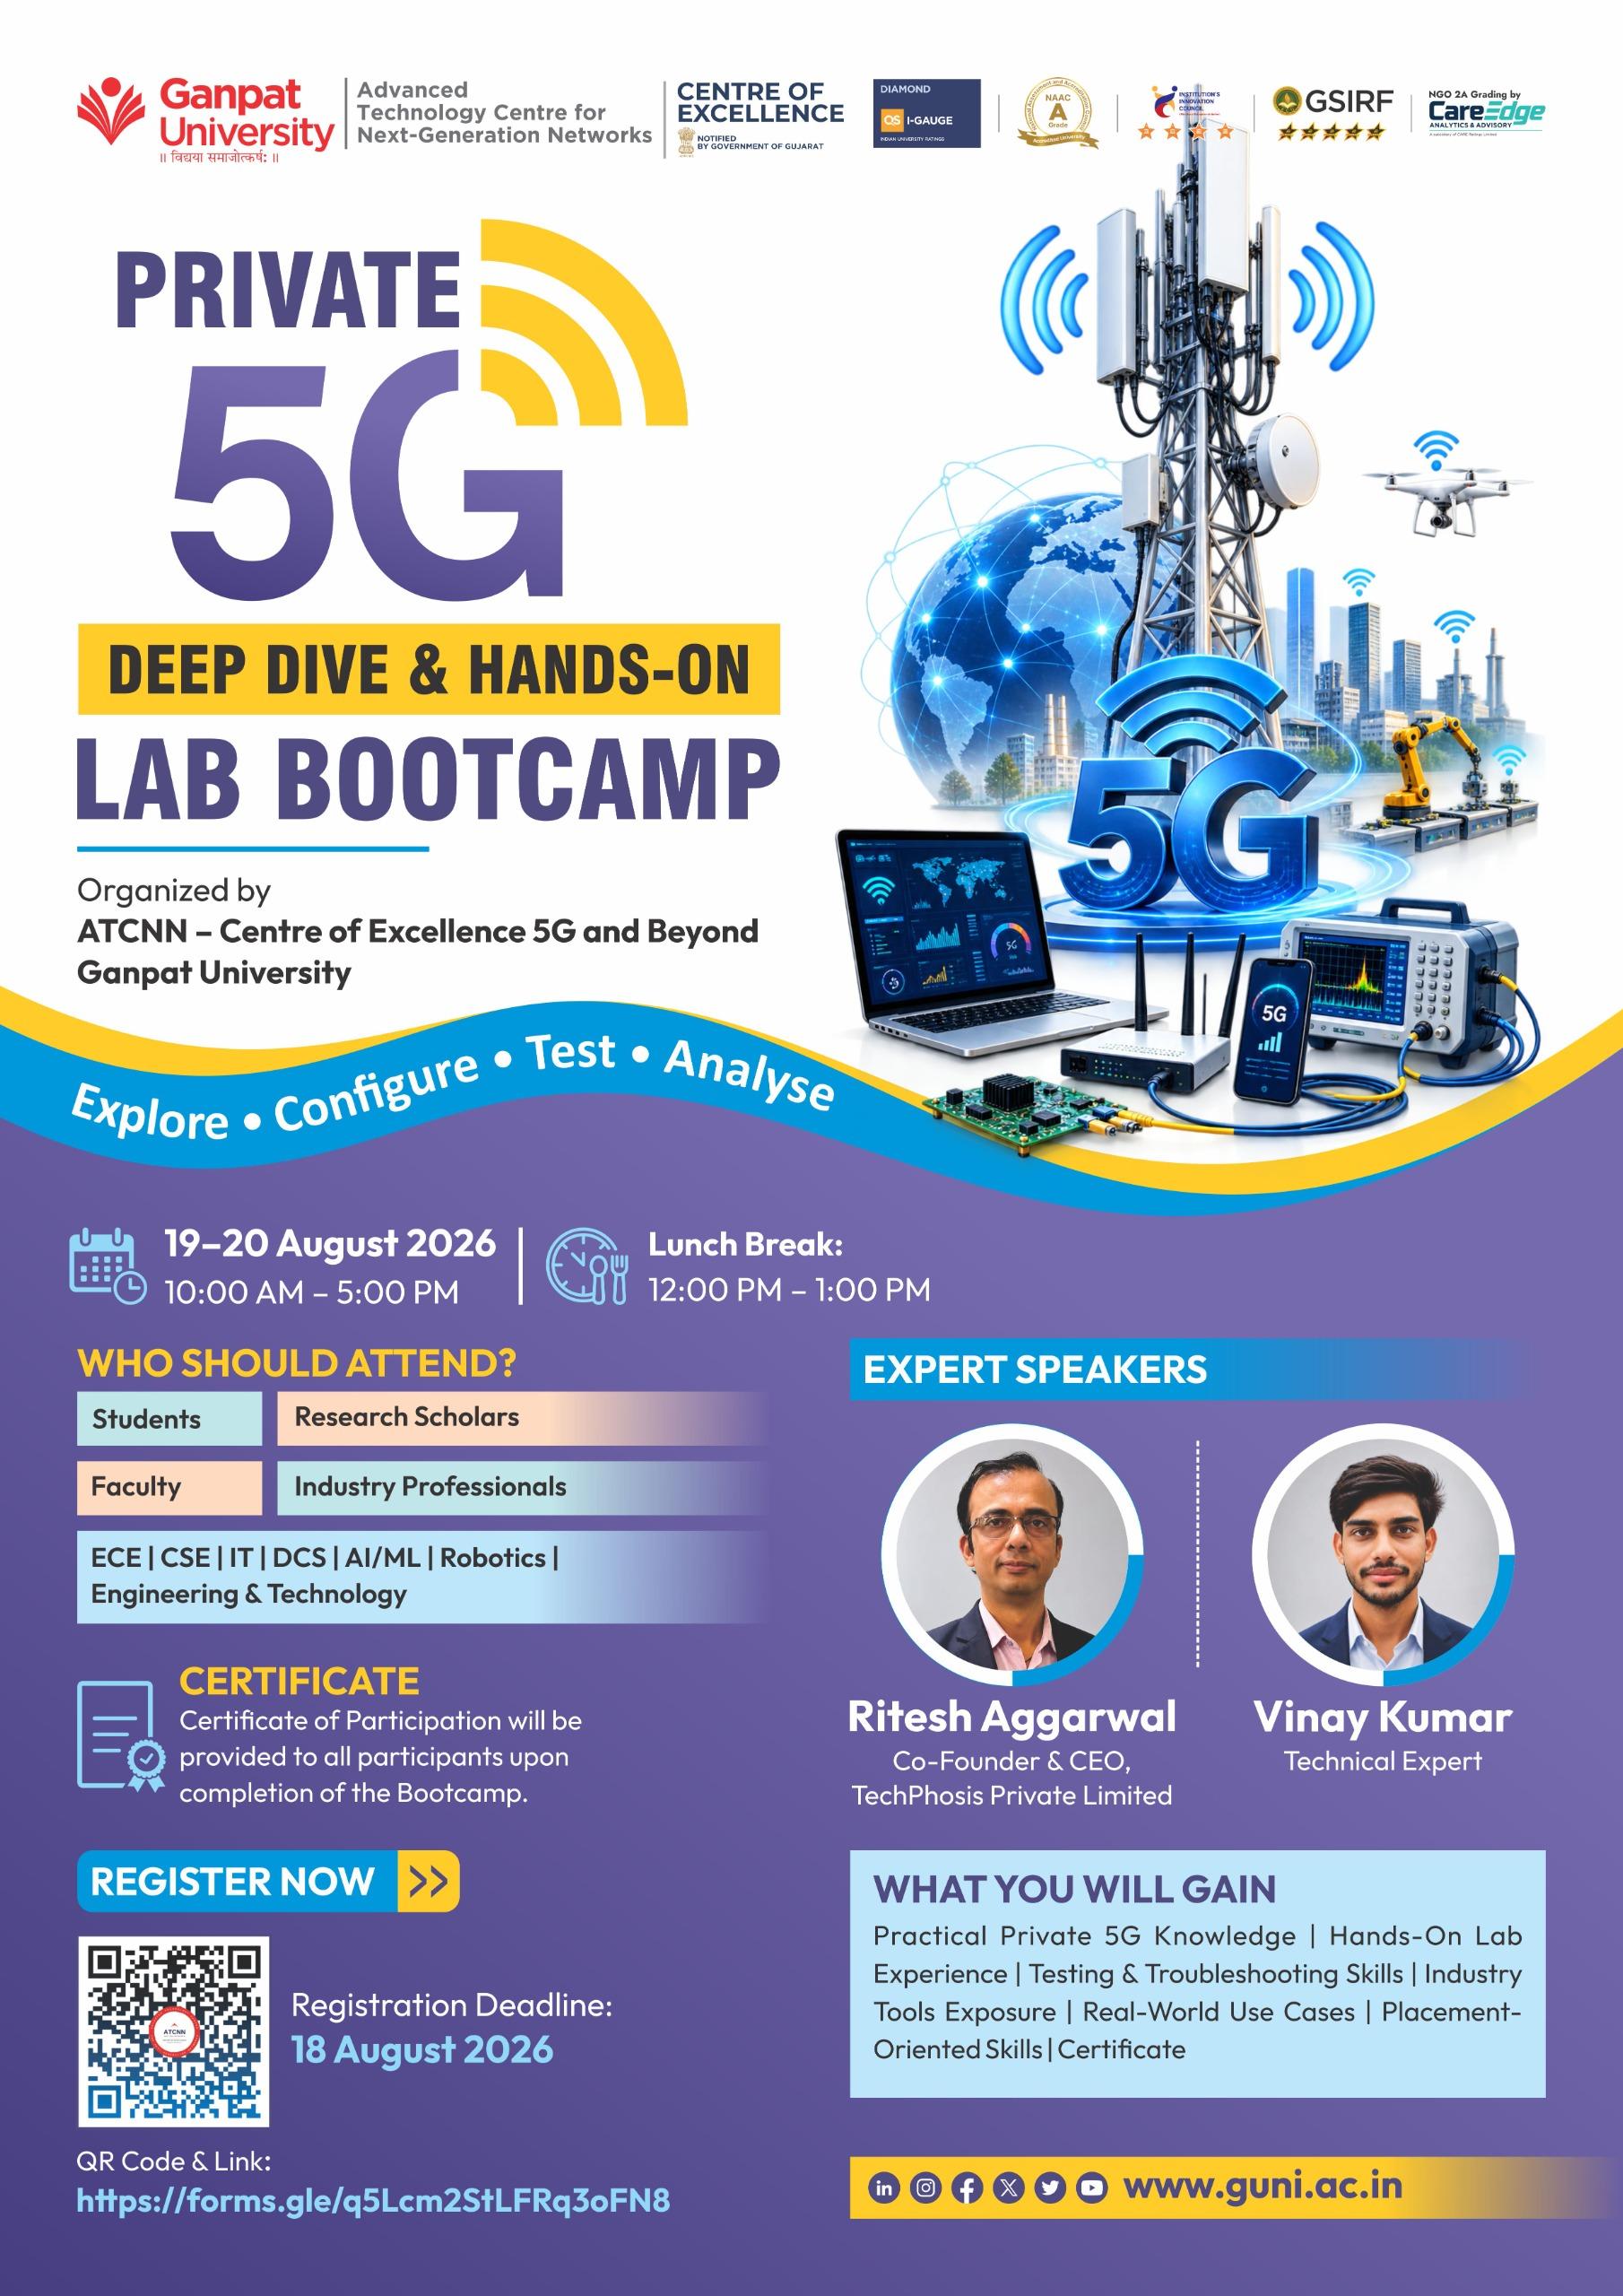 Ganpat
University
॥ विद्यया समाजोत्कर्ष: ॥
Advanced
Technology Centre for
Next-Generation Networks
CENTRE OF
EXCELLENCE
NOTIFIED
BY GOVERNMENT OF GUJARAT
DIAMOND
QS I-GAUGE
INDIAN UNIVERSITY RATINGS
NAAC
A
Grade
Accredited University
INSTITUTION'S
INNOVATION
COUNCIL
GSIRF
NGO 2A Grading by
CareEdge
ANALYTICS & ADVISORY
PRIVATE
5G
DEEP DIVE & HANDS-ON
LAB BOOTCAMP
Organized by
ATCNN – Centre of Excellence 5G and Beyond
Ganpat University
5G
5G
5G
Explore • Configure • Test • Analyse
19–20 August 2026
10:00 AM – 5:00 PM
Lunch Break:
12:00 PM – 1:00 PM
WHO SHOULD ATTEND?
Students
Research Scholars
Faculty
Industry Professionals
ECE | CSE | IT | DCS | AI/ML | Robotics |
Engineering & Technology
CERTIFICATE
Certificate of Participation will be
provided to all participants upon
completion of the Bootcamp.
REGISTER NOW >>
ATCNN
Registration Deadline:
18 August 2026
QR Code & Link:
https://forms.gle/q5Lcm2StLFRq3oFN8
EXPERT SPEAKERS
Ritesh Aggarwal
Co-Founder & CEO,
TechPhosis Private Limited
Vinay Kumar
Technical Expert
WHAT YOU WILL GAIN
Practical Private 5G Knowledge | Hands-On Lab
Experience | Testing & Troubleshooting Skills | Industry
Tools Exposure | Real-World Use Cases | Placement-
Oriented Skills | Certificate
www.guni.ac.in